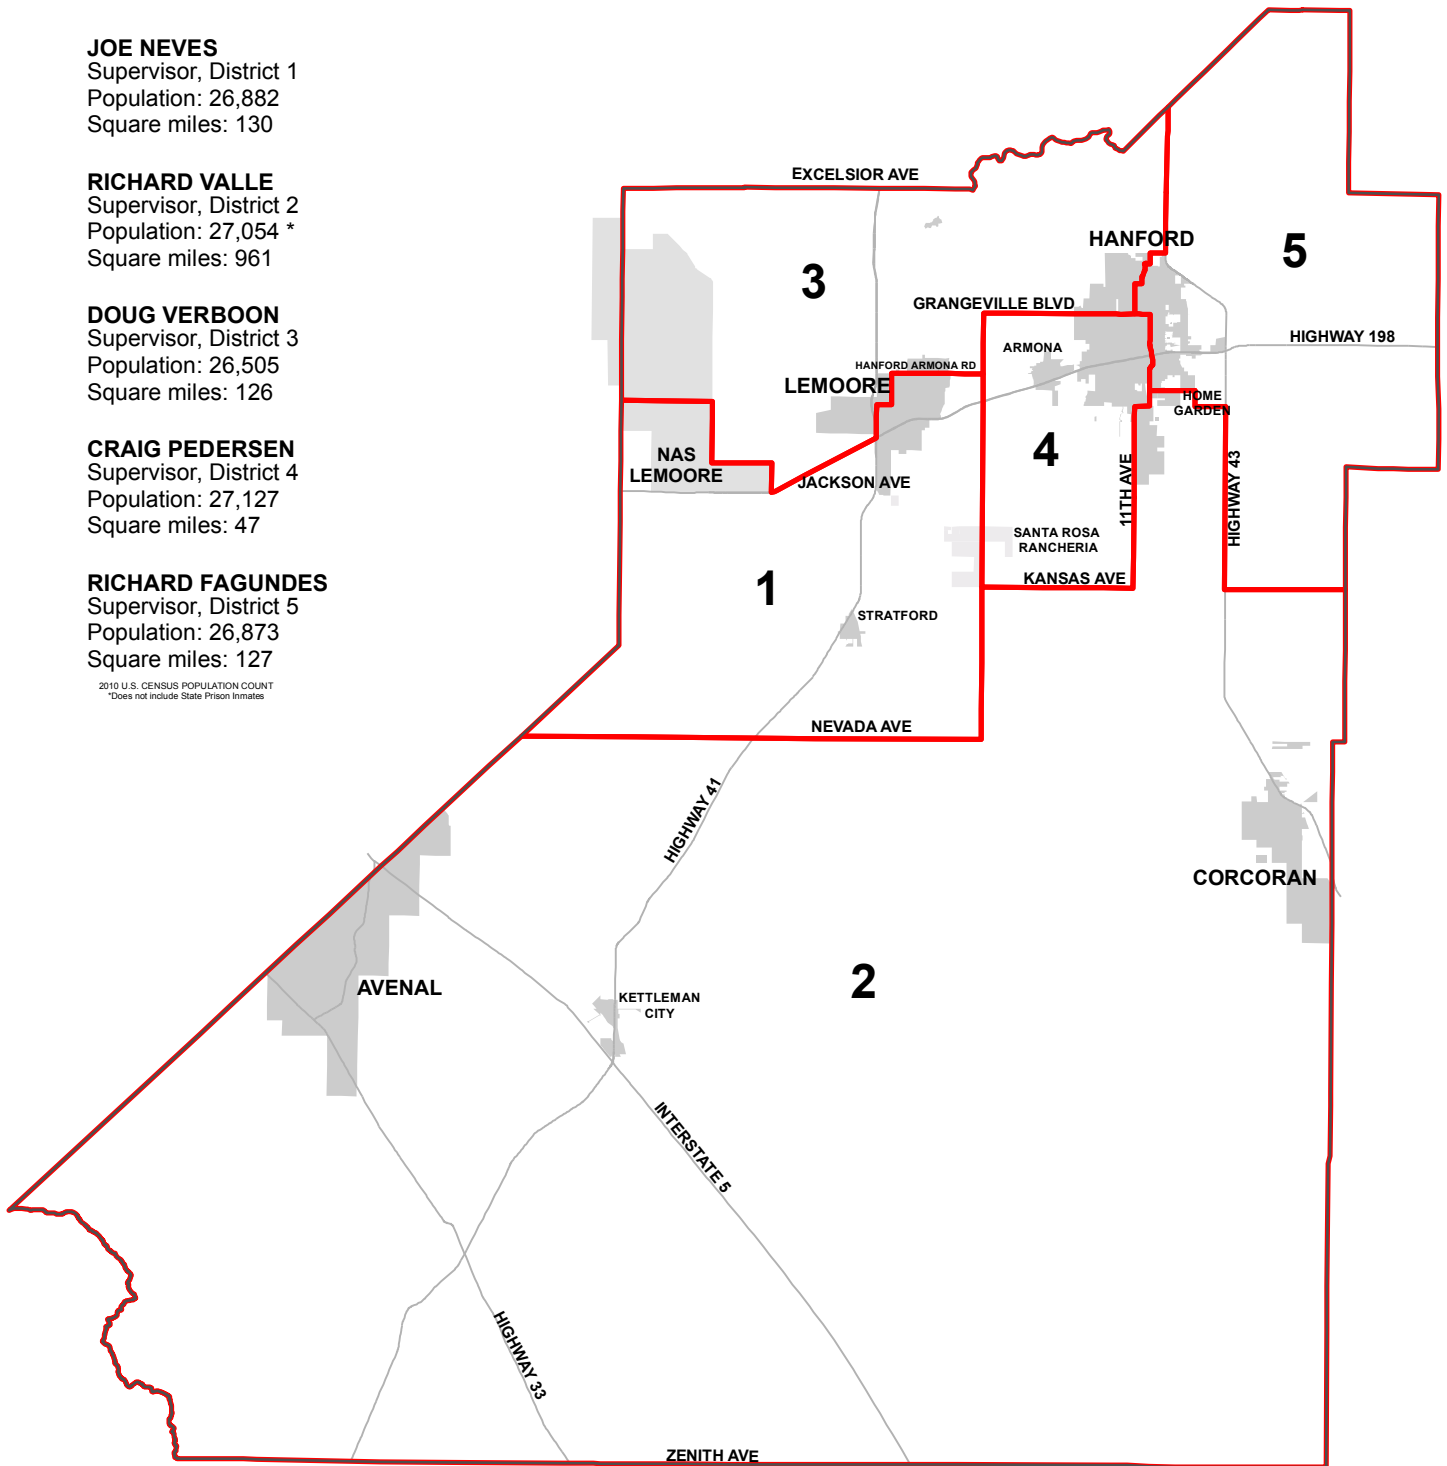 JOE NEVES
Supervisor, District 1
Population: 26,882
Square miles: 130
RICHARD VALLE
Supervisor, District 2
Population: 27,054 *
Square miles: 961
DOUG VERBOON
Supervisor, District 3
Population: 26,505
Square miles: 126
CRAIG PEDERSEN
Supervisor, District 4
Population: 27,127
Square miles: 47
RICHARD FAGUNDES
Supervisor, District 5
Population: 26,873
Square miles: 127
2010 U.S. CENSUS POPULATION COUNT
*Does not include State Prison Inmates
EXCELSIOR AVE
HANFORD
5
3
GRANGEVILLE BLVD
HIGHWAY 198
ARMONA
HANFORD ARMONA RD
LEMOORE
HOME
GARDEN
4
NAS
LEMOORE
JACKSON AVE
11TH AVE
HIGHWAY 43
SANTA ROSA
RANCHERIA
KANSAS AVE
1
STRATFORD
NEVADA AVE
HIGHWAY 41
CORCORAN
AVENAL
2
KETTLEMAN
CITY
INTERSTATE 5
HIGHWAY 33
ZENITH AVE